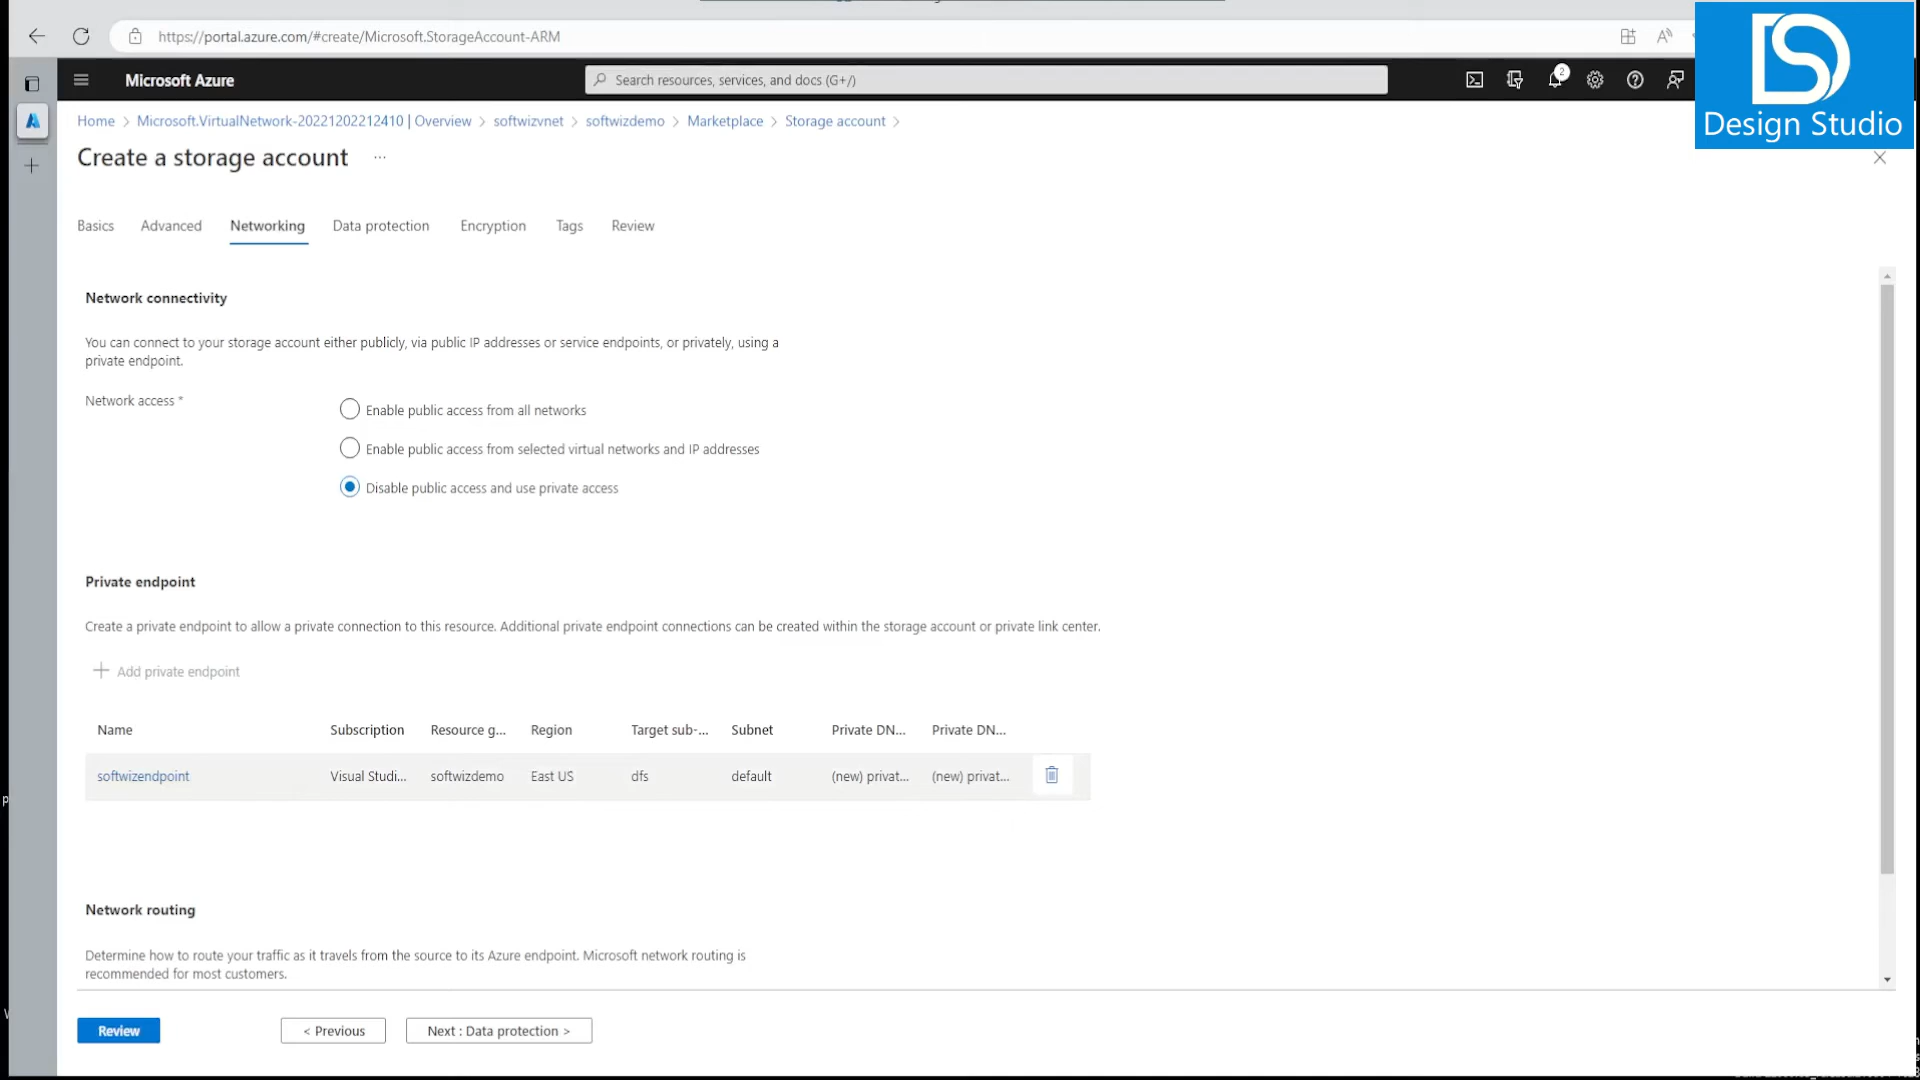 https://portal.azure.com/#create/Microsoft.StorageAccount-ARM
Microsoft Azure
Search resources, services, and docs (G+/)
2
DS
Design Studio
Home > Microsoft.VirtualNetwork-20221202212410 | Overview > softwizvnet > softwizdemo > Marketplace > Storage account >
Create a storage account ...
Basics Advanced Networking Data protection Encryption Tags Review
Network connectivity
You can connect to your storage account either publicly, via public IP addresses or service endpoints, or privately, using a
private endpoint.
Network access *
Enable public access from all networks
Enable public access from selected virtual networks and IP addresses
Disable public access and use private access
Private endpoint
Create a private endpoint to allow a private connection to this resource. Additional private endpoint connections can be created within the storage account or private link center.
+ Add private endpoint
Name Subscription Resource g... Region Target sub-... Subnet Private DN... Private DN...
softwizendpoint Visual Studi... softwizdemo East US dfs default (new) privat... (new) privat...
Network routing
Determine how to route your traffic as it travels from the source to its Azure endpoint. Microsoft network routing is
recommended for most customers.
Review < Previous Next : Data protection >